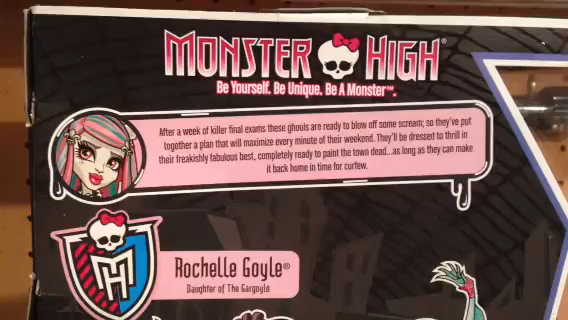 MONSTER HIGH®
Be Yourself. Be Unique. Be A Monster™.
After a week of killer final exams these ghouls are ready to blow off some scream; so they've put
together a plan that will maximize every minute of their weekend. They'll be dressed to thrill in
their freakishly fabulous best, completely ready to paint the town dead...as long as they can make
it back home in time for curfew.
Rochelle Goyle®
Daughter of The Gargoyle